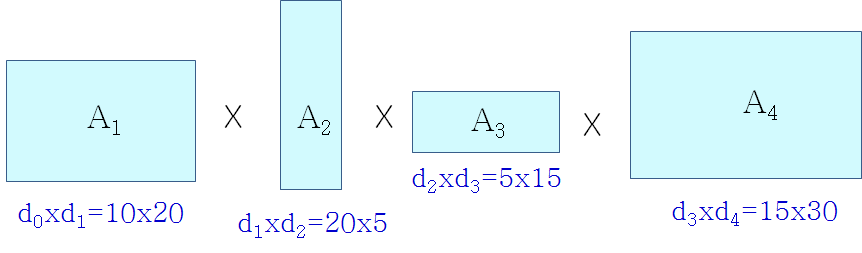 A₁ X A₂ X A₃ X A₄
d₀xd₁=10x20
d₁xd₂=20x5
d₂xd₃=5x15
d₃xd₄=15x30